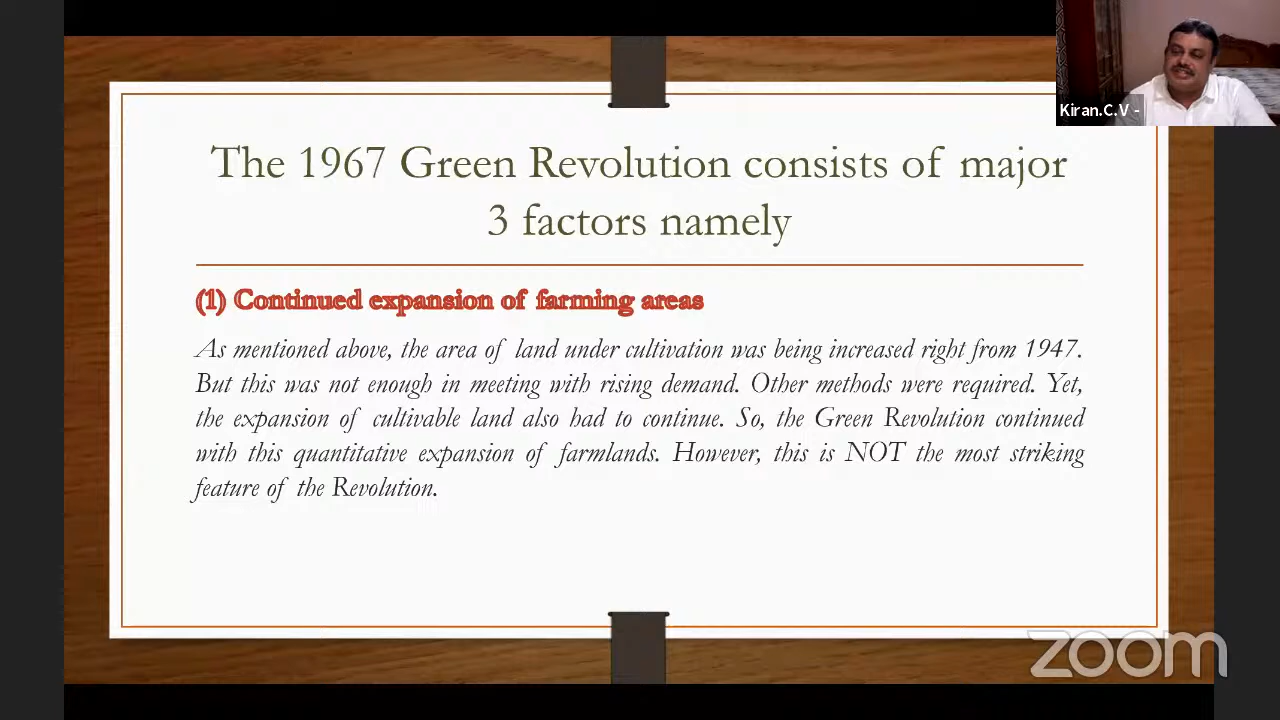 Kiran.C.V -
The 1967 Green Revolution consists of major
3 factors namely
(1) Continued expansion of farming areas
As mentioned above, the area of land under cultivation was being increased right from 1947.
But this was not enough in meeting with rising demand. Other methods were required. Yet,
the expansion of cultivable land also had to continue. So, the Green Revolution continued
with this quantitative expansion of farmlands. However, this is NOT the most striking
feature of the Revolution.
zoom